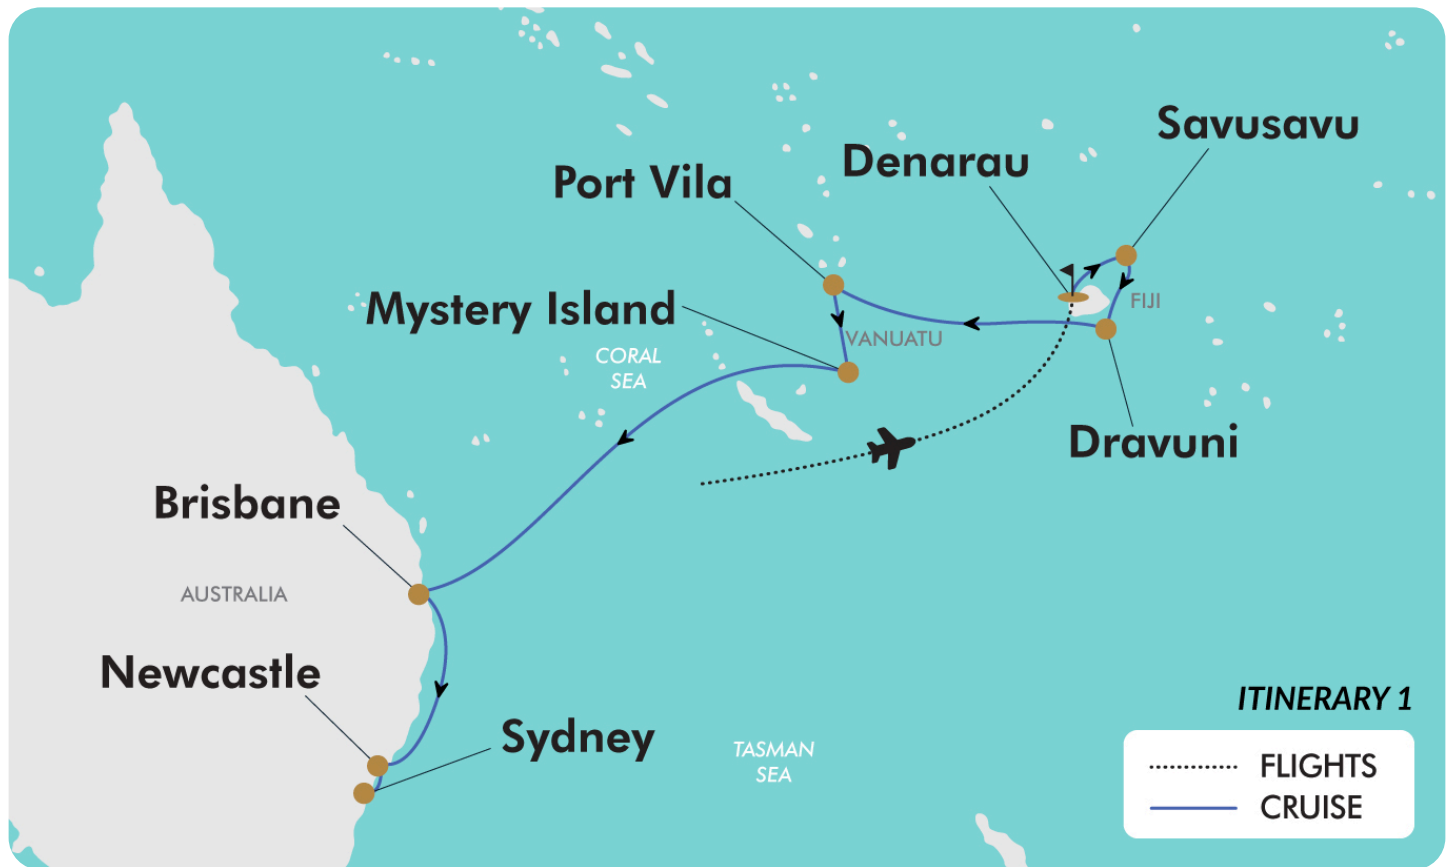 Savusavu
Denarau
Port Vila
Mystery Island
FIJI
VANUATU
CORAL
SEA
Dravuni
Brisbane
AUSTRALIA
Newcastle
Sydney
TASMAN
SEA
ITINERARY 1
FLIGHTS
CRUISE